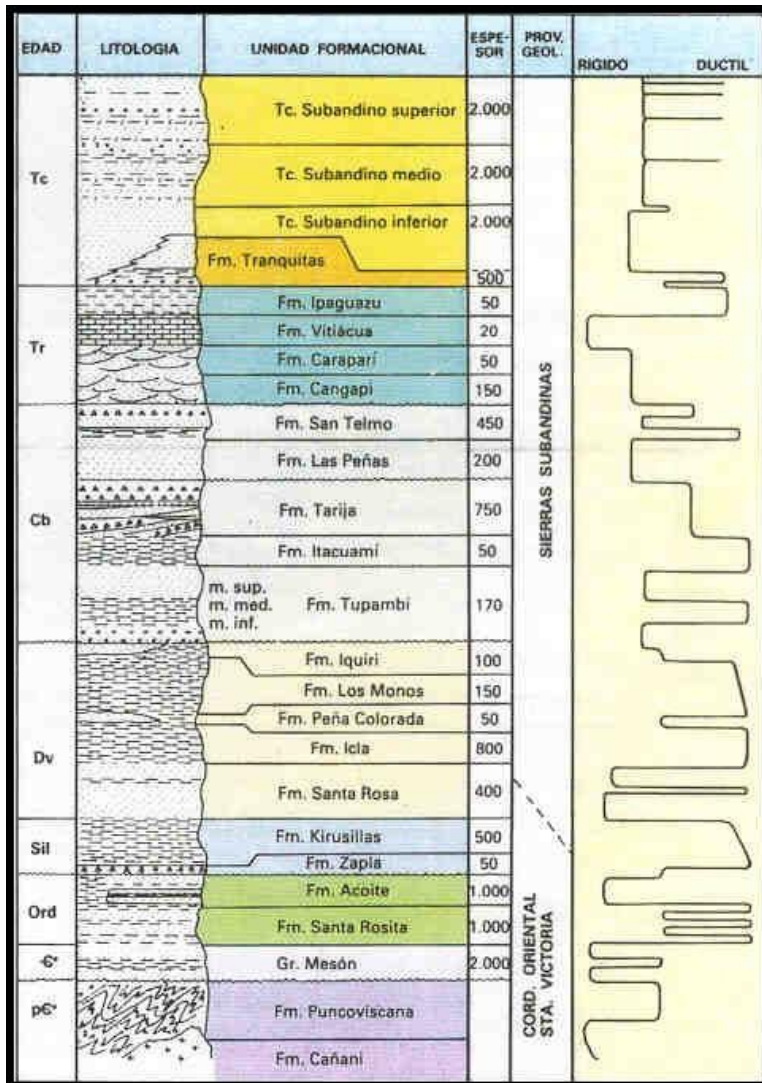 EDAD LITOLOGIA UNIDAD FORMACIONAL ESPE-SOR PROV. GEOL. RÍGIDO DUCTIL
Tc
Tc. Subandino superior 2.000
Tc. Subandino medio 2.000
Tc. Subandino inferior 2.000
Fm. Tranquitas 500
Tr
Fm. Ipaguazu 50
Fm. Vitiácua 20
Fm. Caraparí 50
Fm. Cangapi 150
Cb
Fm. San Telmo 450
Fm. Las Peñas 200
Fm. Tarija 750
Fm. Itacuamí 50
m. sup.
m. med. Fm. Tupambi 170
m. inf.
Dv
Fm. Iquiri 100
Fm. Los Monos 150
Fm. Peña Colorada 50
Fm. Icla 800
Fm. Santa Rosa 400
Sil
Fm. Kirusillas 500
Fm. Zapla 50
Ord
Fm. Acoite 1.000
Fm. Santa Rosita 1.000
Є
Gr. Mesón 2.000
pЄ
Fm. Puncoviscana
Fm. Cañani
SIERRAS SUBANDINAS
CORD. ORIENTAL
STA. VICTORIA